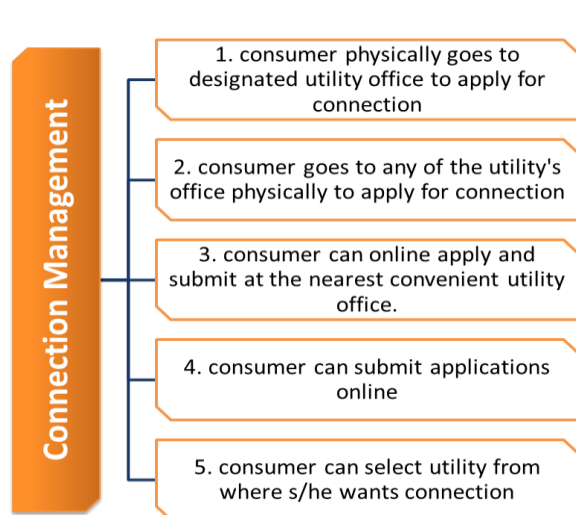 Connection Management
1. consumer physically goes to
designated utility office to apply for
connection
2. consumer goes to any of the utility's
office physically to apply for connection
3. consumer can online apply and
submit at the nearest convenient utility
office.
4. consumer can submit applications
online
5. consumer can select utility from
where s/he wants connection